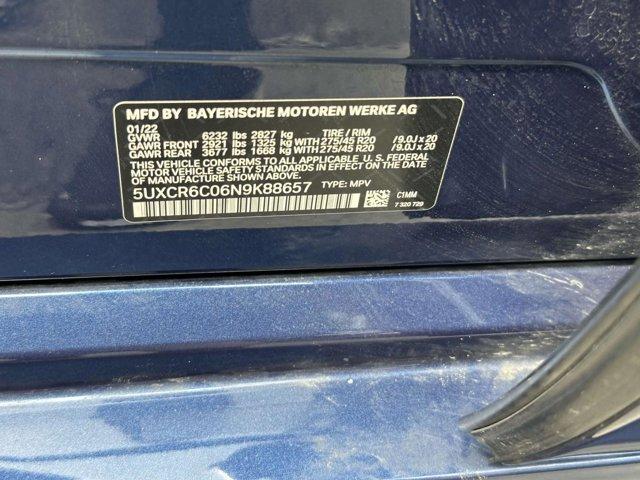 MFD BY BAYERISCHE MOTOREN WERKE AG
01/22
GVWR 6232 lbs 2827 kg TIRE / RIM
GAWR FRONT 2921 lbs 1325 kg WITH 275/45 R20 /9.0J x 20
GAWR REAR 3677 lbs 1668 kg WITH 275/45 R20 /9.0J x 20
THIS VEHICLE CONFORMS TO ALL APPLICABLE U. S. FEDERAL
MOTOR VEHICLE SAFETY STANDARDS IN EFFECT ON THE DATE
OF MANUFACTURE SHOWN ABOVE.
5UXCR6C06N9K88657 TYPE: MPV
C1MM
7 320 729